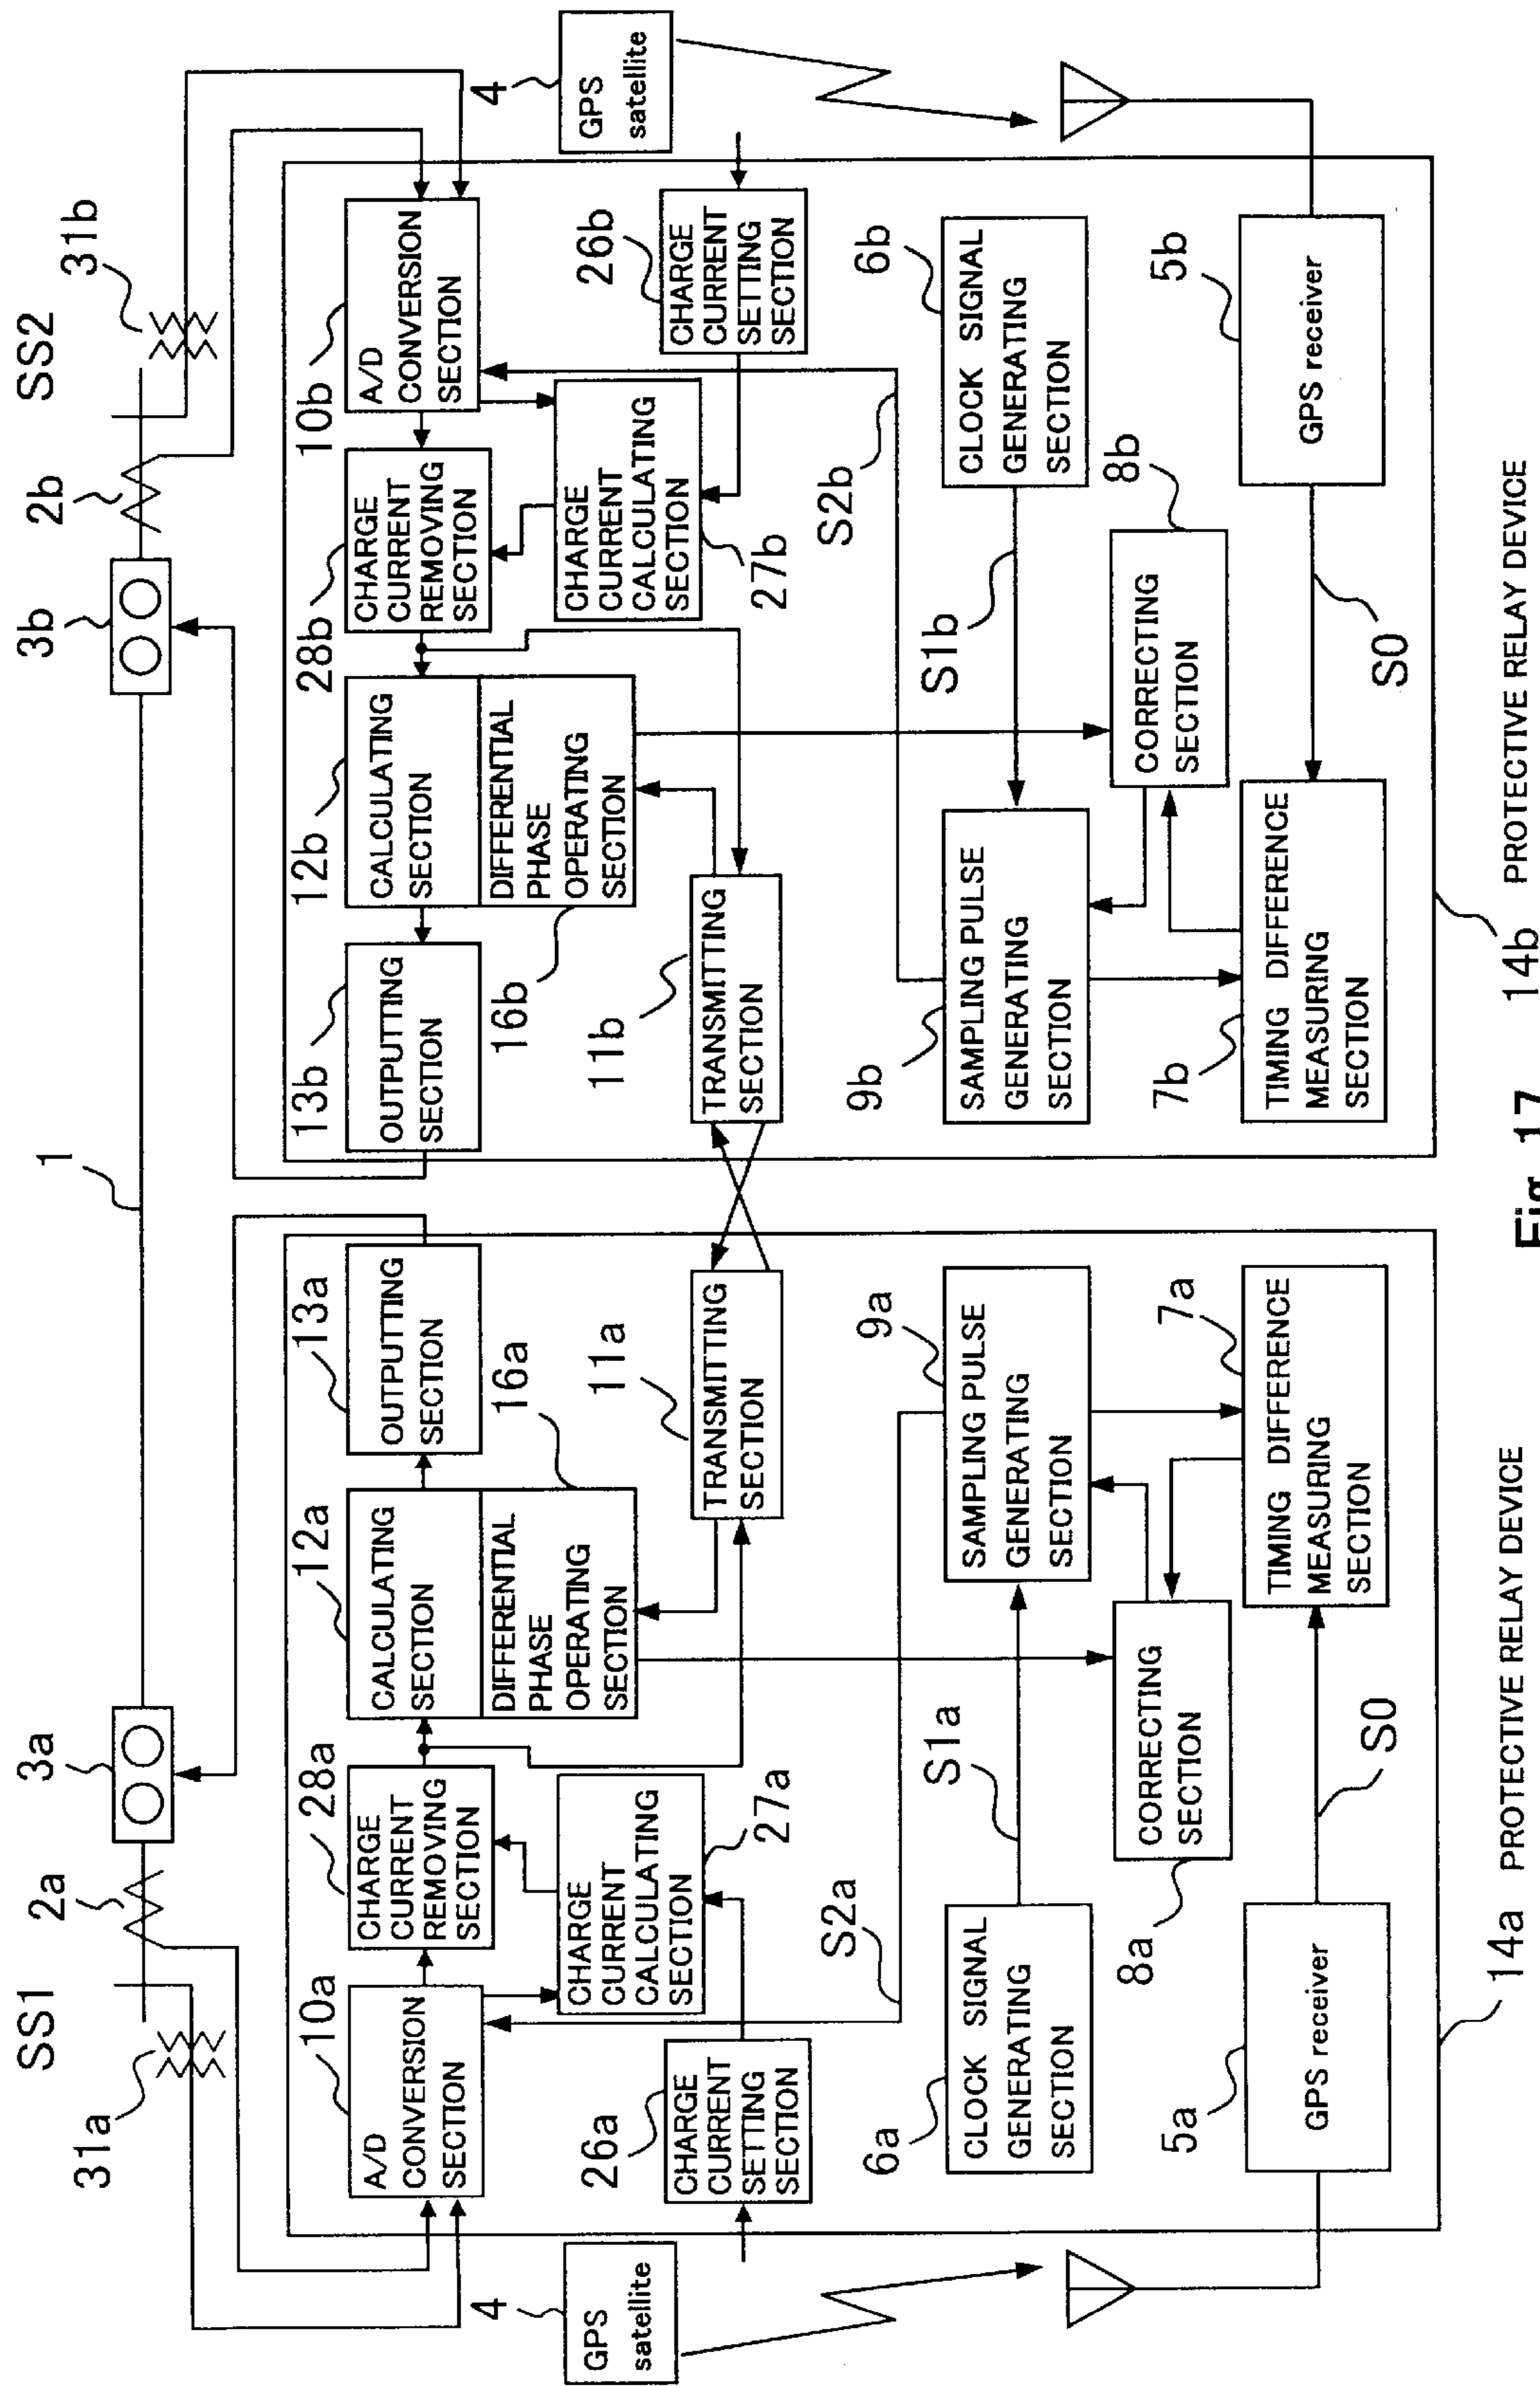 SS1
SS2
31a
2a
3a
1
3b
2b
31b
4
GPS
satellite
10a
A/D
CONVERSION
SECTION
28a
CHARGE
CURRENT
REMOVING
SECTION
12a
CALCULATING
SECTION
DIFFERENTIAL
PHASE
OPERATING
SECTION
16a
13a
OUTPUTTING
SECTION
26a
CHARGE
CURRENT
SETTING
SECTION
CHARGE
CURRENT
CALCULATING
SECTION
27a
11a
TRANSMITTING
SECTION
S2a
6a
CLOCK SIGNAL
GENERATING
SECTION
S1a
9a
SAMPLING PULSE
GENERATING
SECTION
8a
CORRECTING
SECTION
5a
GPS receiver
S0
7a
TIMING DIFFERENCE
MEASURING
SECTION
14a PROTECTIVE RELAY DEVICE
13b
OUTPUTTING
SECTION
12b
CALCULATING
SECTION
DIFFERENTIAL
PHASE
OPERATING
SECTION
16b
28b
CHARGE
CURRENT
REMOVING
SECTION
10b
A/D
CONVERSION
SECTION
4
GPS
satellite
11b
TRANSMITTING
SECTION
CHARGE
CURRENT
CALCULATING
SECTION
27b
26b
CHARGE
CURRENT
SETTING
SECTION
S2b
9b
SAMPLING PULSE
GENERATING
SECTION
S1b
6b
CLOCK SIGNAL
GENERATING
SECTION
8b
CORRECTING
SECTION
7b
TIMING DIFFERENCE
MEASURING
SECTION
S0
5b
GPS receiver
14b PROTECTIVE RELAY DEVICE
Fig. 17